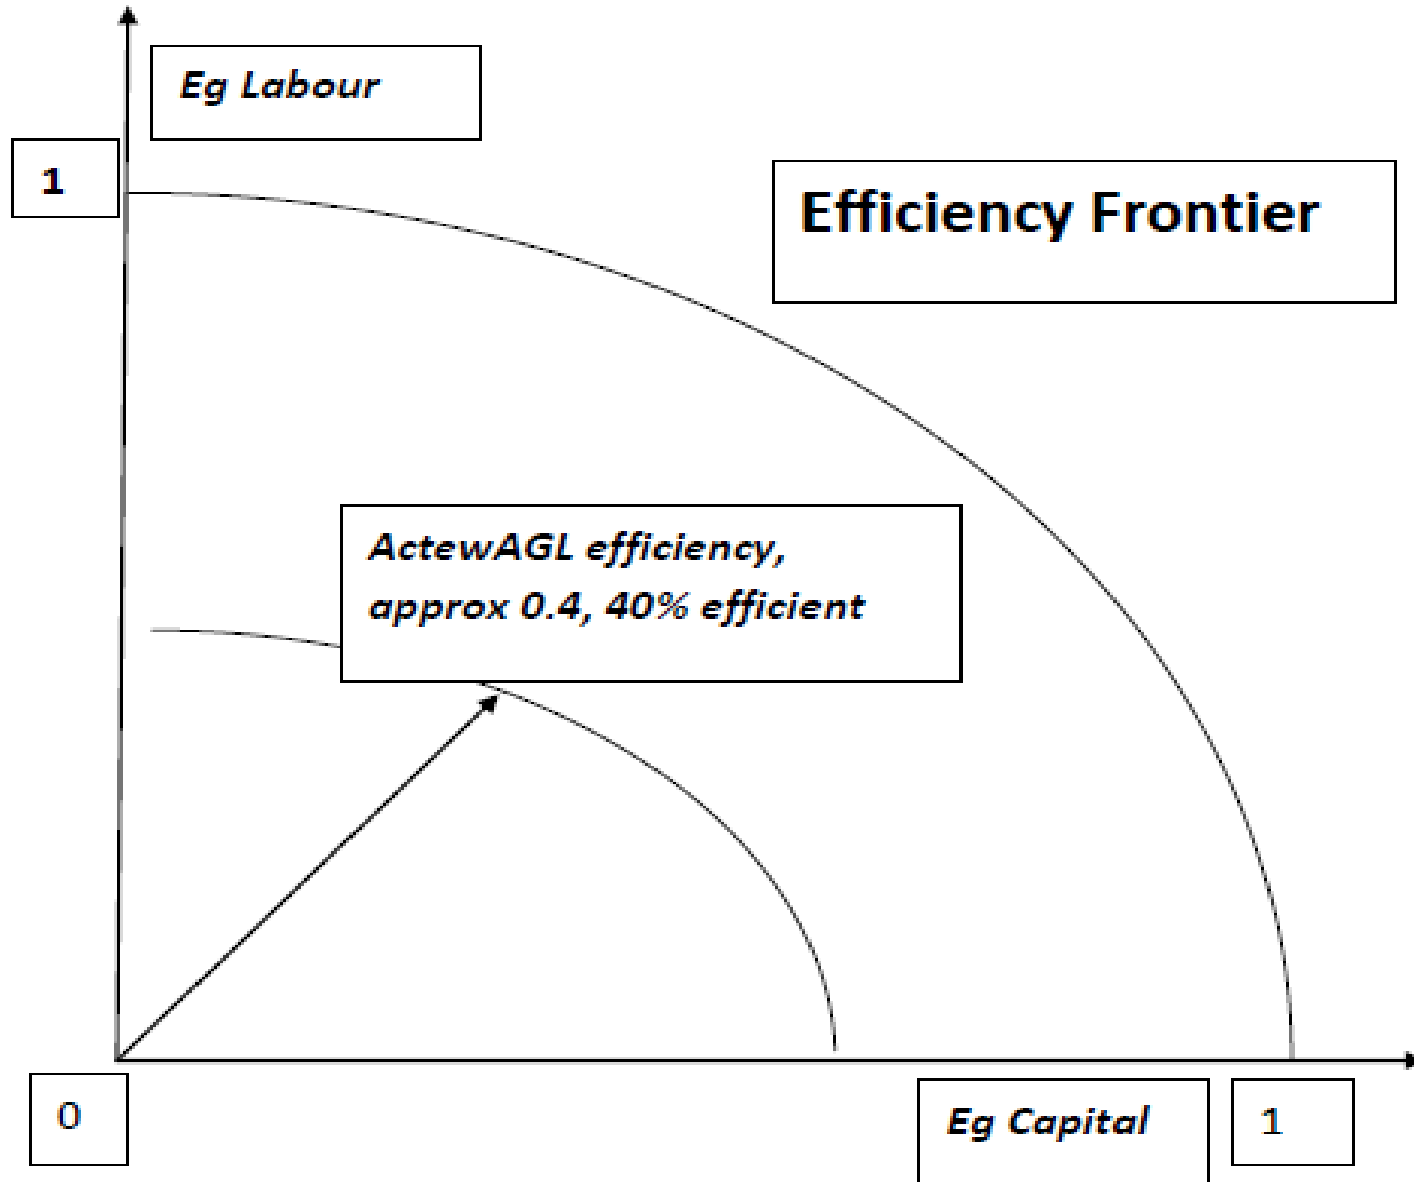 Eg Labour
1
Efficiency Frontier
ActewAGL efficiency,
approx 0.4, 40% efficient
0
Eg Capital
1